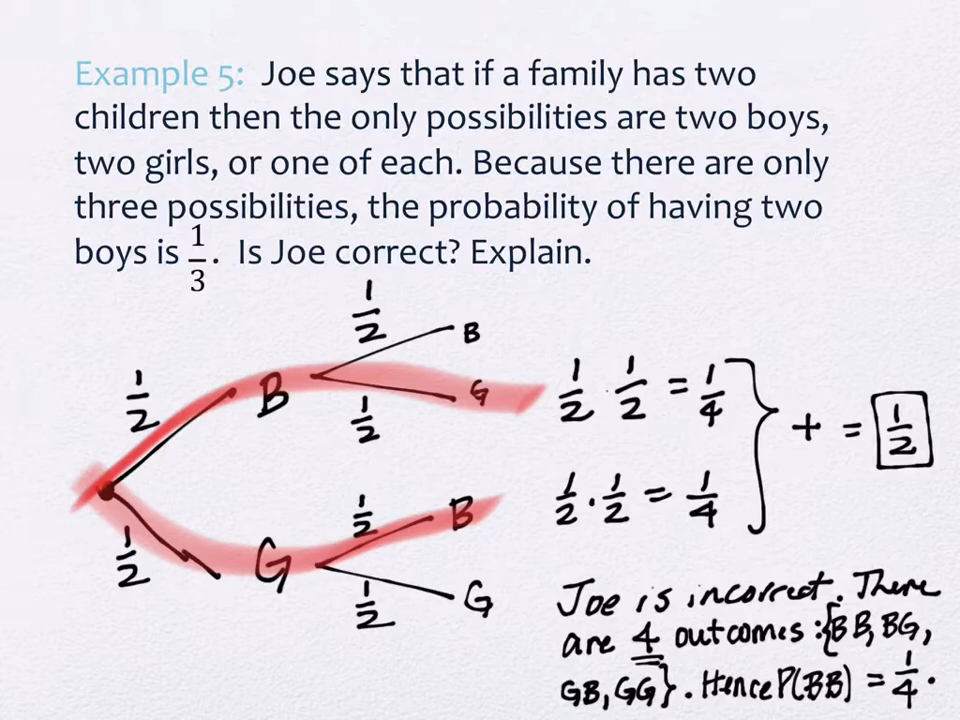 Example 5: Joe says that if a family has two
children then the only possibilities are two boys,
two girls, or one of each. Because there are only
three possibilities, the probability of having two
boys is 1/3. Is Joe correct? Explain.
1/2
B
1/2
B
1/2
G
1/2 · 1/2 = 1/4
+ = 1/2
1/2
G
1/2
B
1/2
G
1/2 · 1/2 = 1/4
Joe is incorrect. There
are 4 outcomes: {BB, BG,
GB, GG}. Hence P(BB) = 1/4.